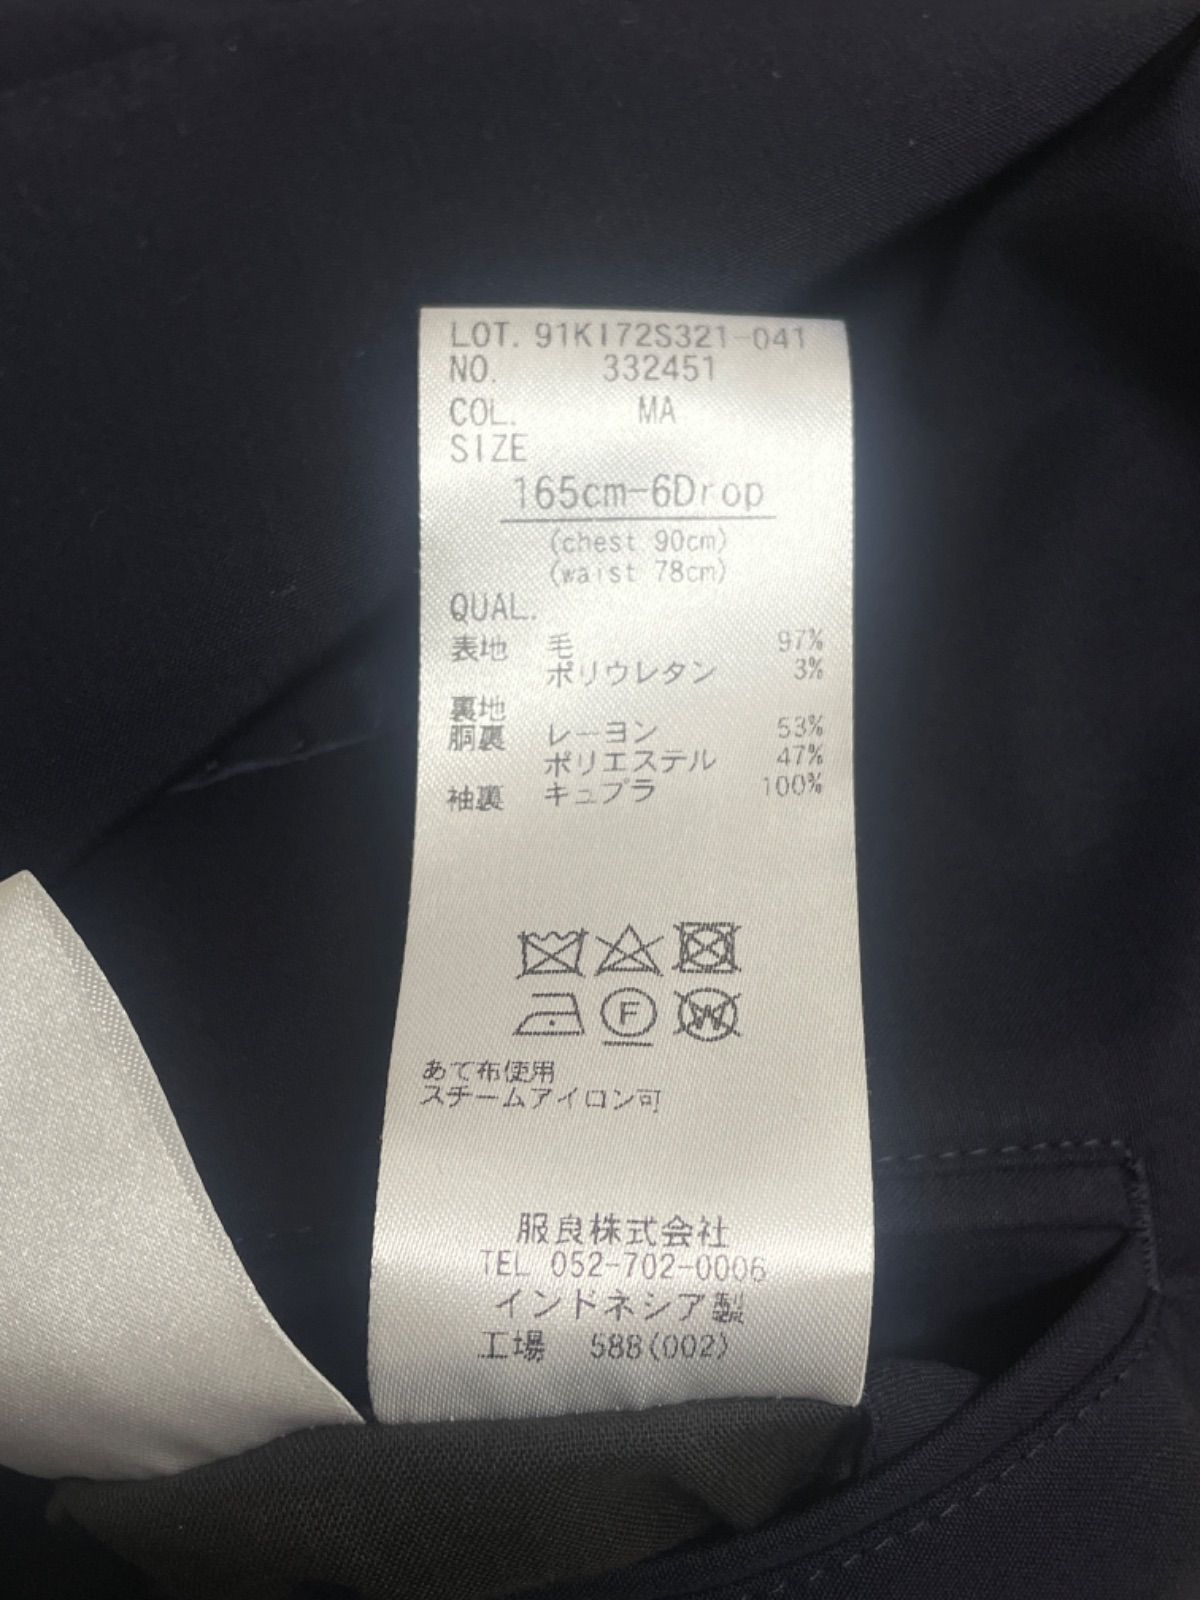 LOT. 91KI72S321-041
NO. 332451
COL. MA
SIZE
165cm-6Drop
(chest 90cm)
(waist 78cm)
QUAL.
表地 毛 97%
ポリウレタン 3%
裏地
胴裏 レーヨン 53%
ポリエステル 47%
袖裏 キュプラ 100%
F W
あて布使用
スチームアイロン可
服良株式会社
TEL 052-702-0006
インドネシア製
工場 588(002)